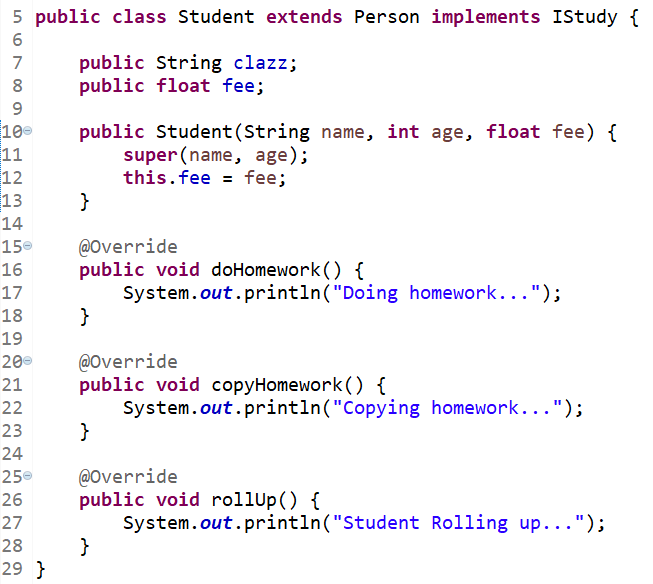 5 public class Student extends Person implements IStudy {
6
7     public String clazz;
8     public float fee;
9
10     public Student(String name, int age, float fee) {
11         super(name, age);
12         this.fee = fee;
13     }
14
15     @Override
16     public void doHomework() {
17         System.out.println("Doing homework...");
18     }
19
20     @Override
21     public void copyHomework() {
22         System.out.println("Copying homework...");
23     }
24
25     @Override
26     public void rollUp() {
27         System.out.println("Student Rolling up...");
28     }
29 }